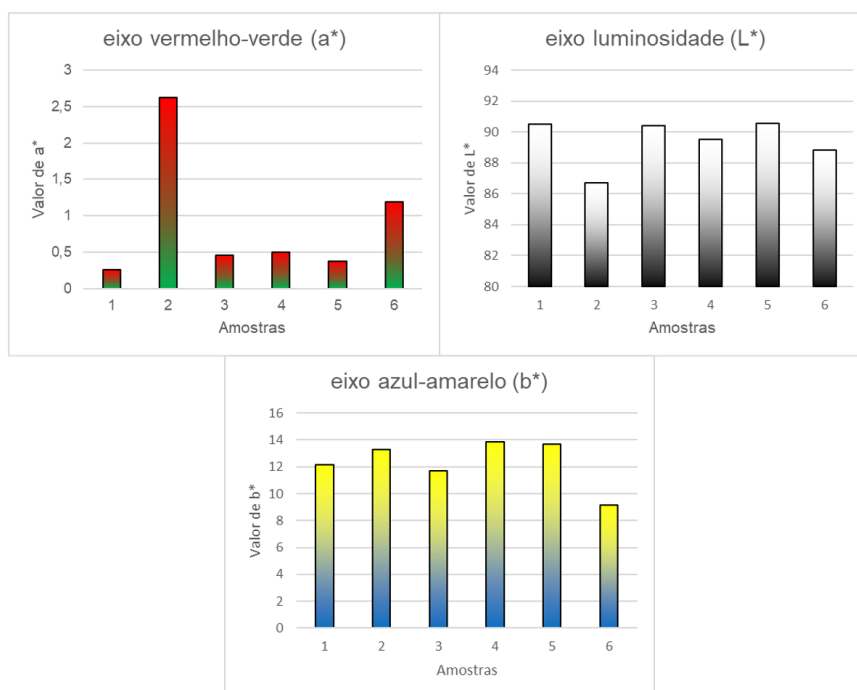 eixo vermelho-verde (a*)
3
2,5
2
1,5
1
0,5
0
Valor de a*
1 2 3 4 5 6
Amostras
eixo luminosidade (L*)
94
92
90
88
86
84
82
80
Valor de L*
1 2 3 4 5 6
Amostras
eixo azul-amarelo (b*)
16
14
12
10
8
6
4
2
0
Valor de b*
1 2 3 4 5 6
Amostras